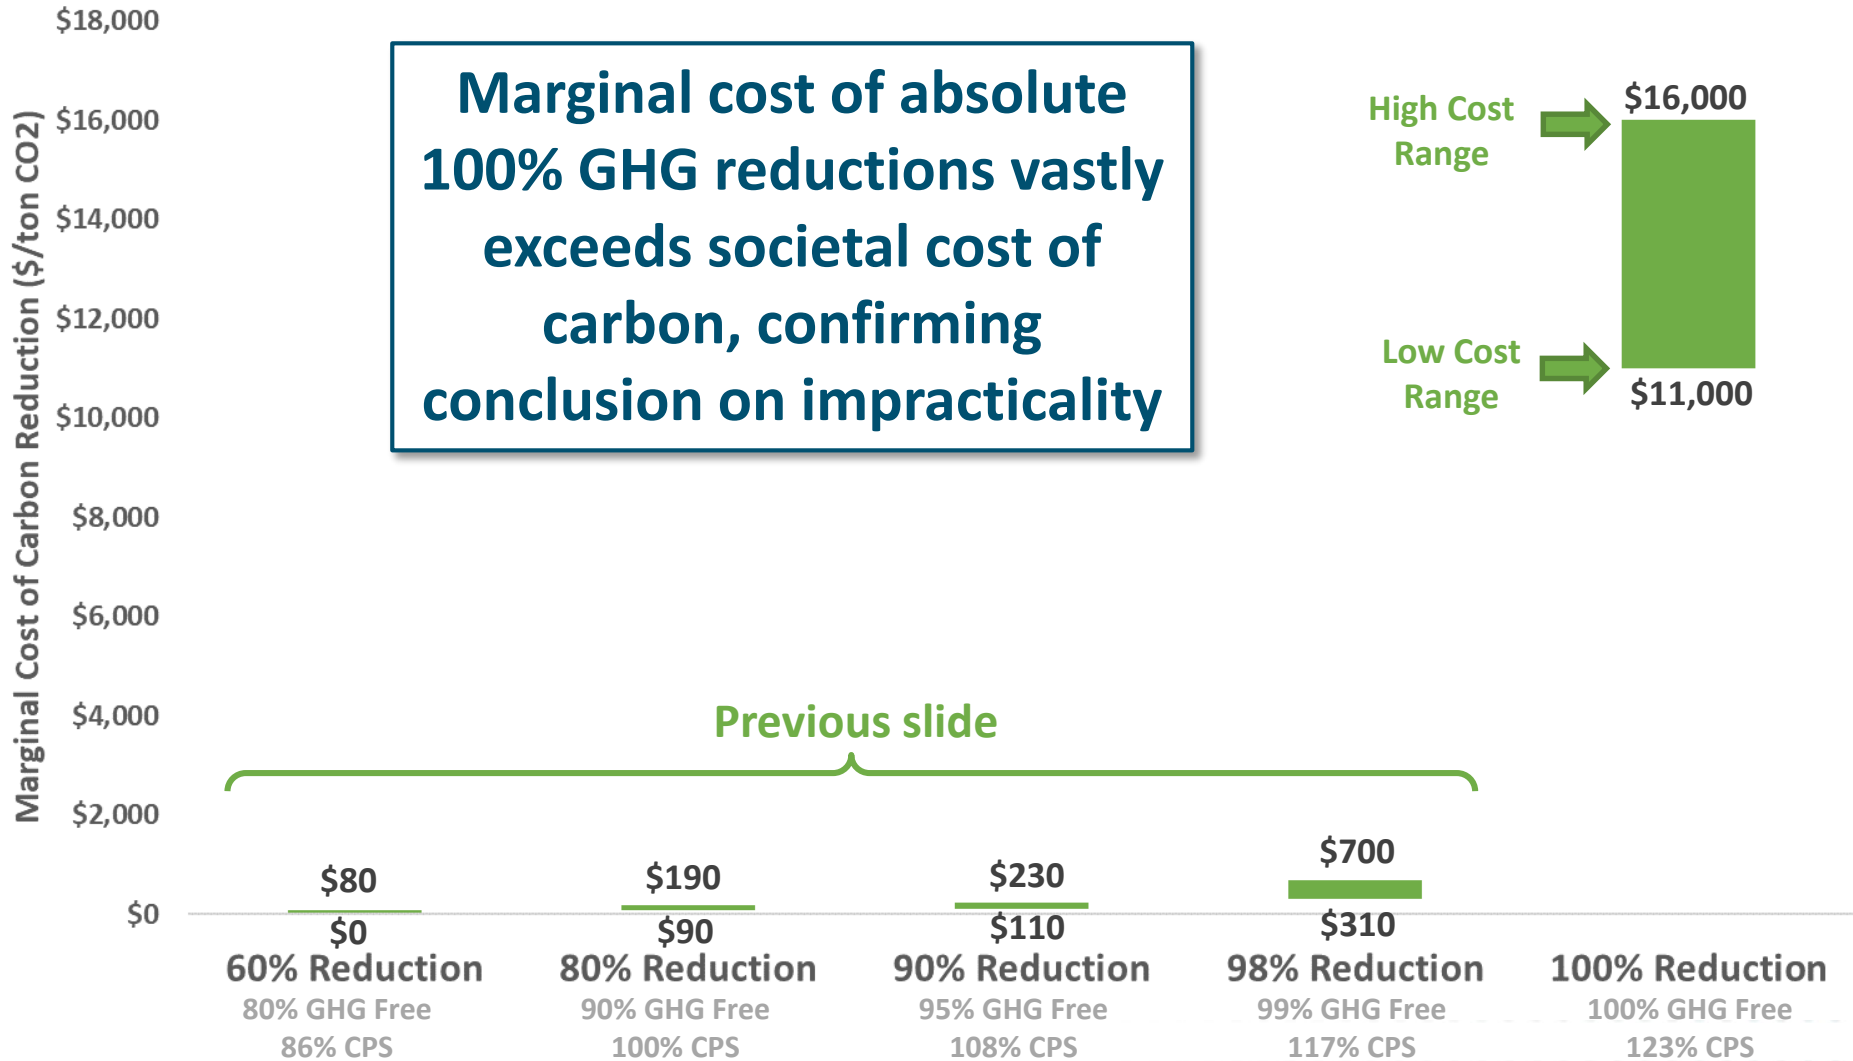 Marginal Cost of Carbon Reduction ($/ton CO2)
$18,000
$16,000
$14,000
$12,000
$10,000
$8,000
$6,000
$4,000
$2,000
$0
Marginal cost of absolute
100% GHG reductions vastly
exceeds societal cost of
carbon, confirming
conclusion on impracticality
High Cost
Range
$16,000
Low Cost
Range
$11,000
Previous slide
$80
$0
$190
$90
$230
$110
$700
$310
60% Reduction
80% GHG Free
86% CPS
80% Reduction
90% GHG Free
100% CPS
90% Reduction
95% GHG Free
108% CPS
98% Reduction
99% GHG Free
117% CPS
100% Reduction
100% GHG Free
123% CPS